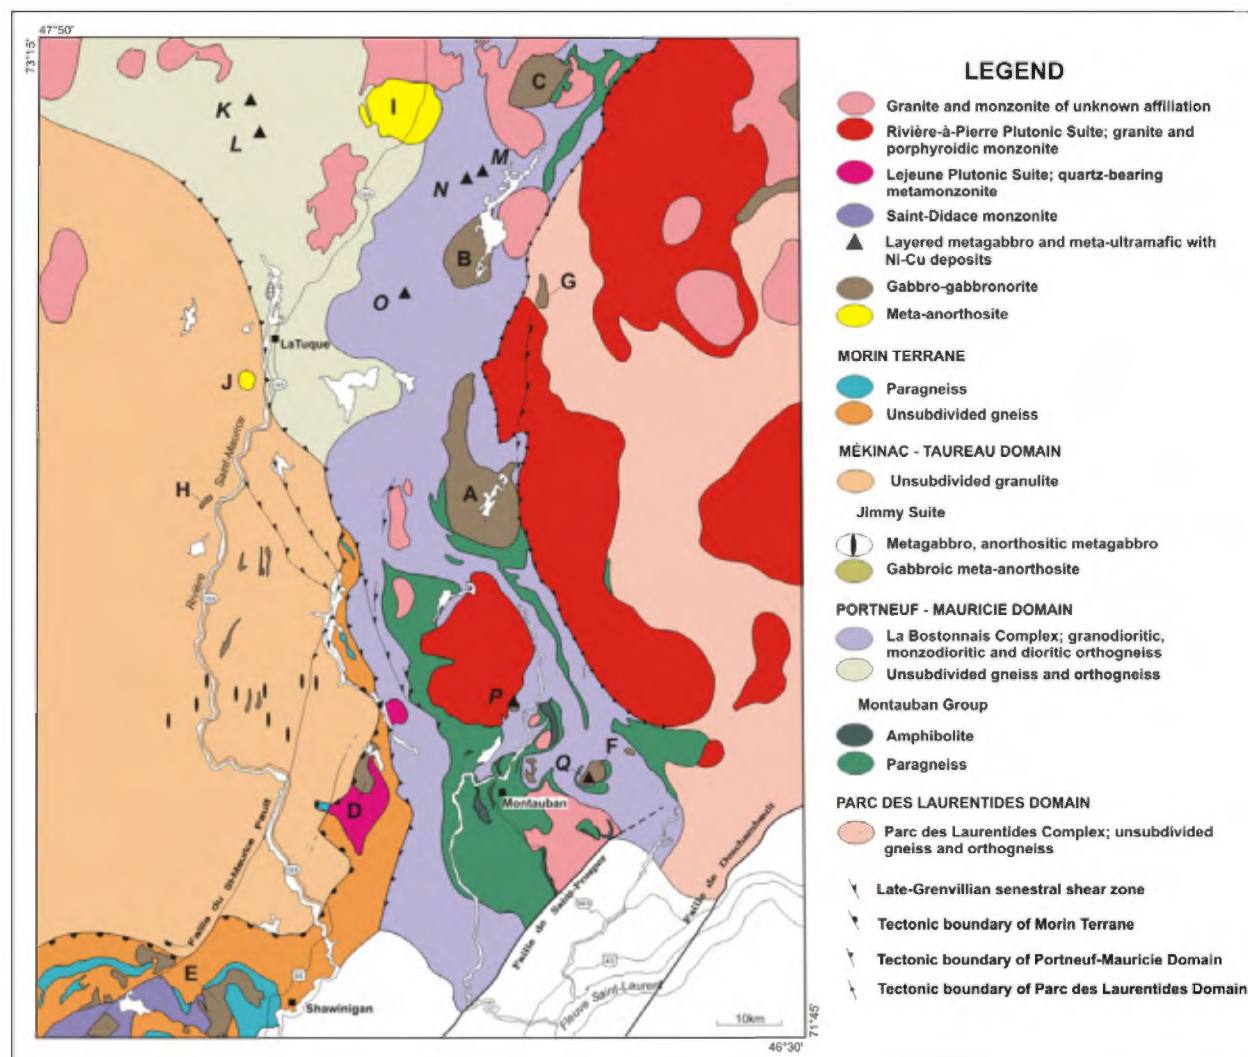 47°50'
73°15'
K
L
I
C
M
N
B
O
G
LaTuque
J
H
Saint-Maurice
Rivière
A
P
Q
F
Montauban
D
Faille du St-Maurice Fault
E
Shawinigan
Faille de Saint-Prosper
Faille de Deschambault
Fleuve Saint-Laurent
10km
71°45'
46°30'
LEGEND
Granite and monzonite of unknown affiliation
Rivière-à-Pierre Plutonic Suite; granite and
porphyroidic monzonite
Lejeune Plutonic Suite; quartz-bearing
metamonzonite
Saint-Didace monzonite
Layered metagabbro and meta-ultramafic with
Ni-Cu deposits
Gabbro-gabbronorite
Meta-anorthosite
MORIN TERRANE
Paragneiss
Unsubdivided gneiss
MÉKINAC - TAUREAU DOMAIN
Unsubdivided granulite
Jimmy Suite
Metagabbro, anorthositic metagabbro
Gabbroic meta-anorthosite
PORTNEUF - MAURICIE DOMAIN
La Bostonnais Complex; granodioritic,
monzodioritic and dioritic orthogneiss
Unsubdivided gneiss and orthogneiss
Montauban Group
Amphibolite
Paragneiss
PARC DES LAURENTIDES DOMAIN
Parc des Laurentides Complex; unsubdivided
gneiss and orthogneiss
Late-Grenvillian senestral shear zone
Tectonic boundary of Morin Terrane
Tectonic boundary of Portneuf-Mauricie Domain
Tectonic boundary of Parc des Laurentides Domain